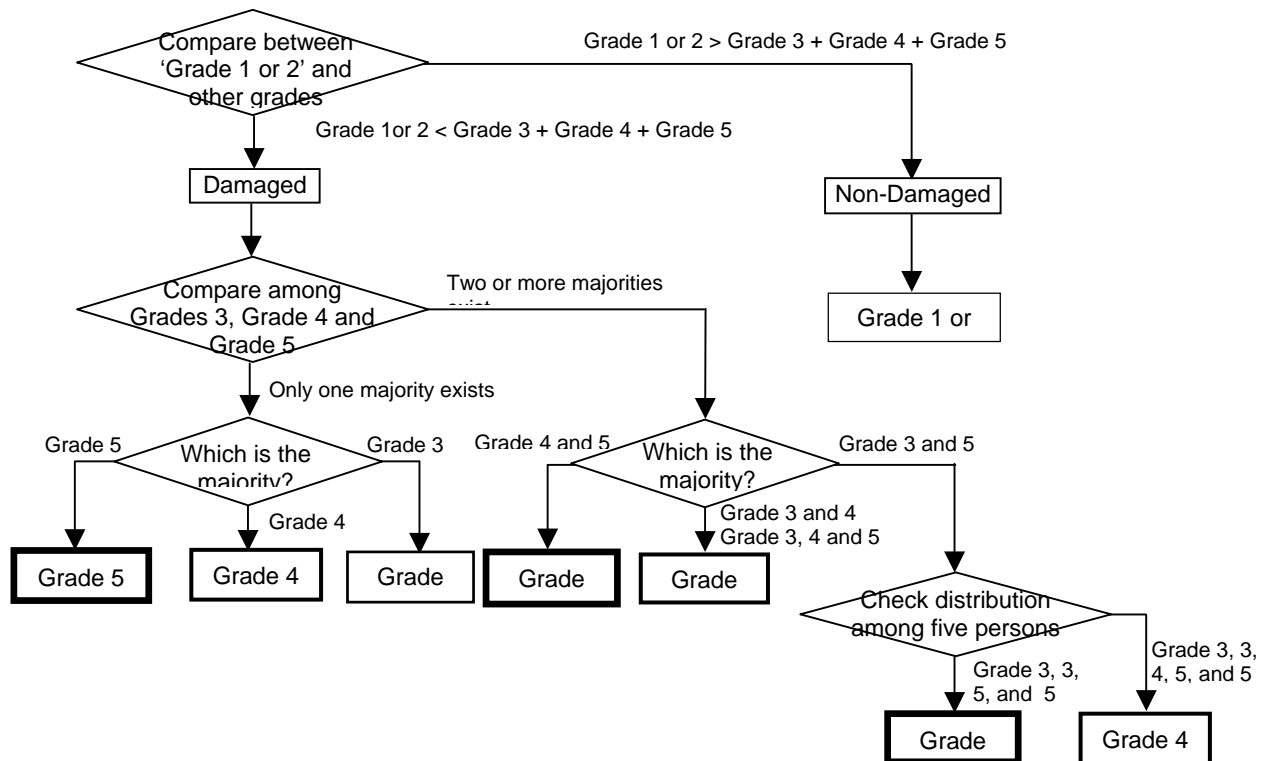 Compare between
‘Grade 1 or 2’ and
other grades
Grade 1 or 2 > Grade 3 + Grade 4 + Grade 5
Grade 1or 2 < Grade 3 + Grade 4 + Grade 5
Damaged
Non-Damaged
Compare among
Grades 3, Grade 4 and
Grade 5
Two or more majorities
exist
Grade 1 or
Only one majority exists
Grade 5
Which is the
majority?
Grade 3
Grade 4
Grade 4 and 5
Which is the
majority?
Grade 3 and 5
Grade 3 and 4
Grade 3, 4 and 5
Grade 5
Grade 4
Grade
Grade
Grade
Check distribution
among five persons
Grade 3, 3,
5, and 5
Grade 3, 3,
4, 5, and 5
Grade
Grade 4